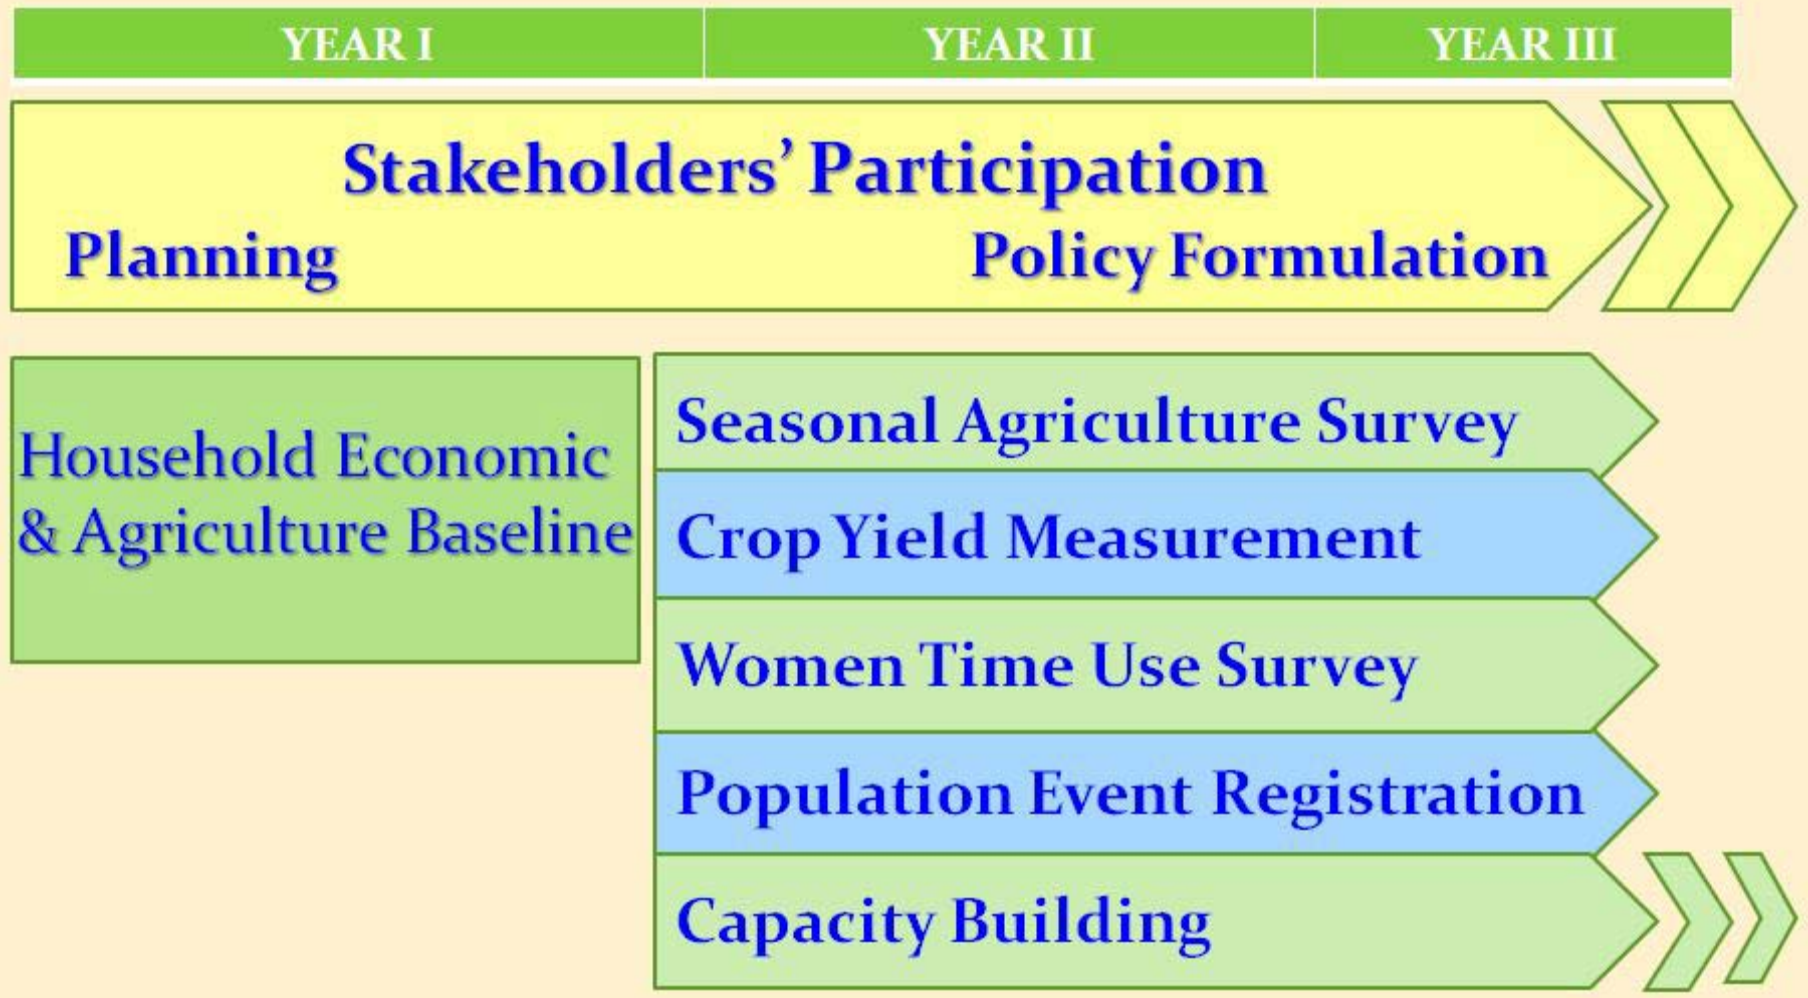 YEAR I YEAR II YEAR III
Stakeholders’ Participation
Planning Policy Formulation
Household Economic
& Agriculture Baseline
Seasonal Agriculture Survey
Crop Yield Measurement
Women Time Use Survey
Population Event Registration
Capacity Building